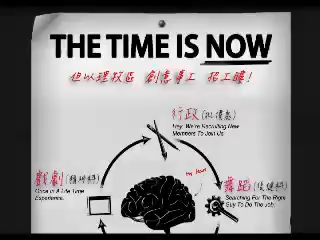 THE TIME IS NOW
但以理牧區 創意事工 招工囉!
行政
Hey. We're Recruiting New
Members To Join Us.
戲劇
Once In A Life Time
Experience.
舞蹈
Searching For The Right
Guy To Do The Job.